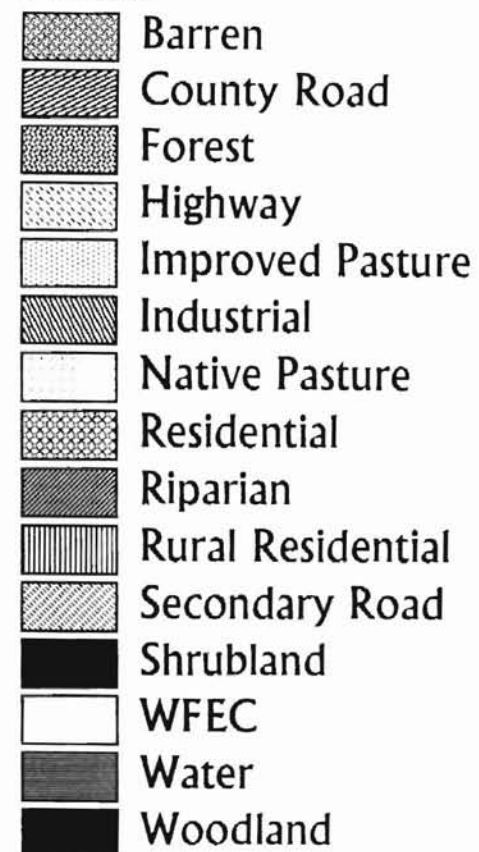 Barren
County Road
Forest
Highway
Improved Pasture
Industrial
Native Pasture
Residential
Riparian
Rural Residential
Secondary Road
Shrubland
WFEC
Water
Woodland